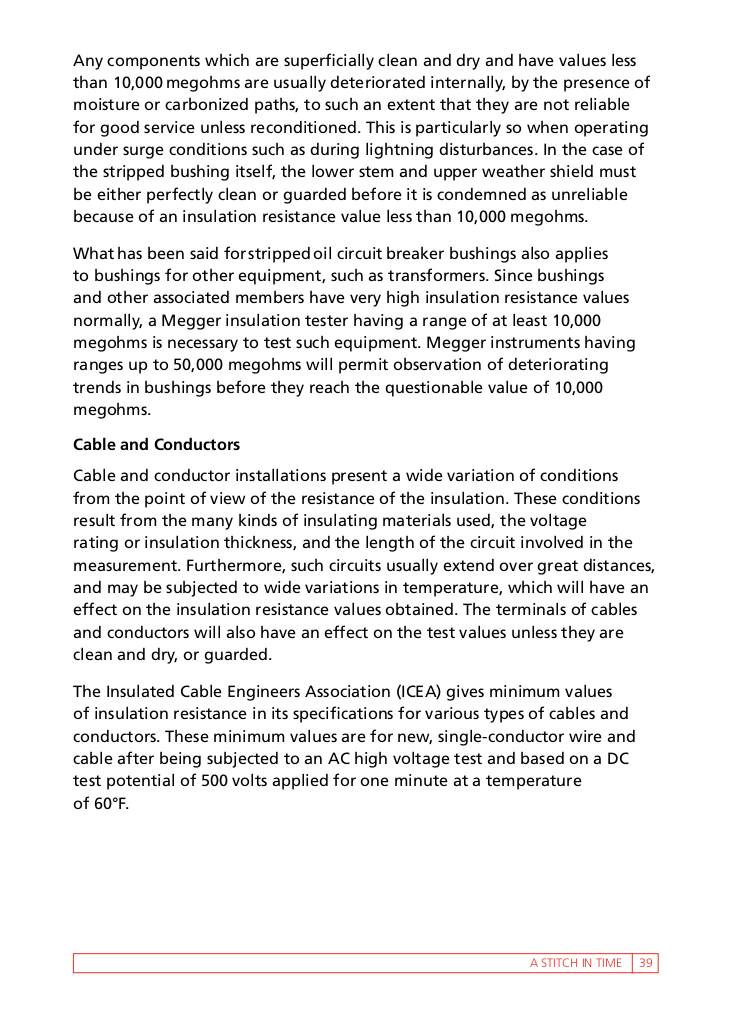 Any components which are superficially clean and dry and have values less
than 10,000 megohms are usually deteriorated internally, by the presence of
moisture or carbonized paths, to such an extent that they are not reliable
for good service unless reconditioned. This is particularly so when operating
under surge conditions such as during lightning disturbances. In the case of
the stripped bushing itself, the lower stem and upper weather shield must
be either perfectly clean or guarded before it is condemned as unreliable
because of an insulation resistance value less than 10,000 megohms.
What has been said for stripped oil circuit breaker bushings also applies
to bushings for other equipment, such as transformers. Since bushings
and other associated members have very high insulation resistance values
normally, a Megger insulation tester having a range of at least 10,000
megohms is necessary to test such equipment. Megger instruments having
ranges up to 50,000 megohms will permit observation of deteriorating
trends in bushings before they reach the questionable value of 10,000
megohms.
Cable and Conductors
Cable and conductor installations present a wide variation of conditions
from the point of view of the resistance of the insulation. These conditions
result from the many kinds of insulating materials used, the voltage
rating or insulation thickness, and the length of the circuit involved in the
measurement. Furthermore, such circuits usually extend over great distances,
and may be subjected to wide variations in temperature, which will have an
effect on the insulation resistance values obtained. The terminals of cables
and conductors will also have an effect on the test values unless they are
clean and dry, or guarded.
The Insulated Cable Engineers Association (ICEA) gives minimum values
of insulation resistance in its specifications for various types of cables and
conductors. These minimum values are for new, single-conductor wire and
cable after being subjected to an AC high voltage test and based on a DC
test potential of 500 volts applied for one minute at a temperature
of 60°F.
A STITCH IN TIME 39